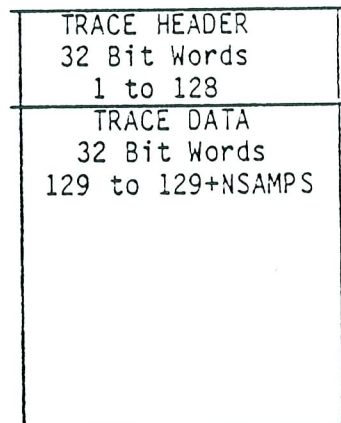 TRACE HEADER
32 Bit Words
1 to 128
TRACE DATA
32 Bit Words
129 to 129+NSAMPS